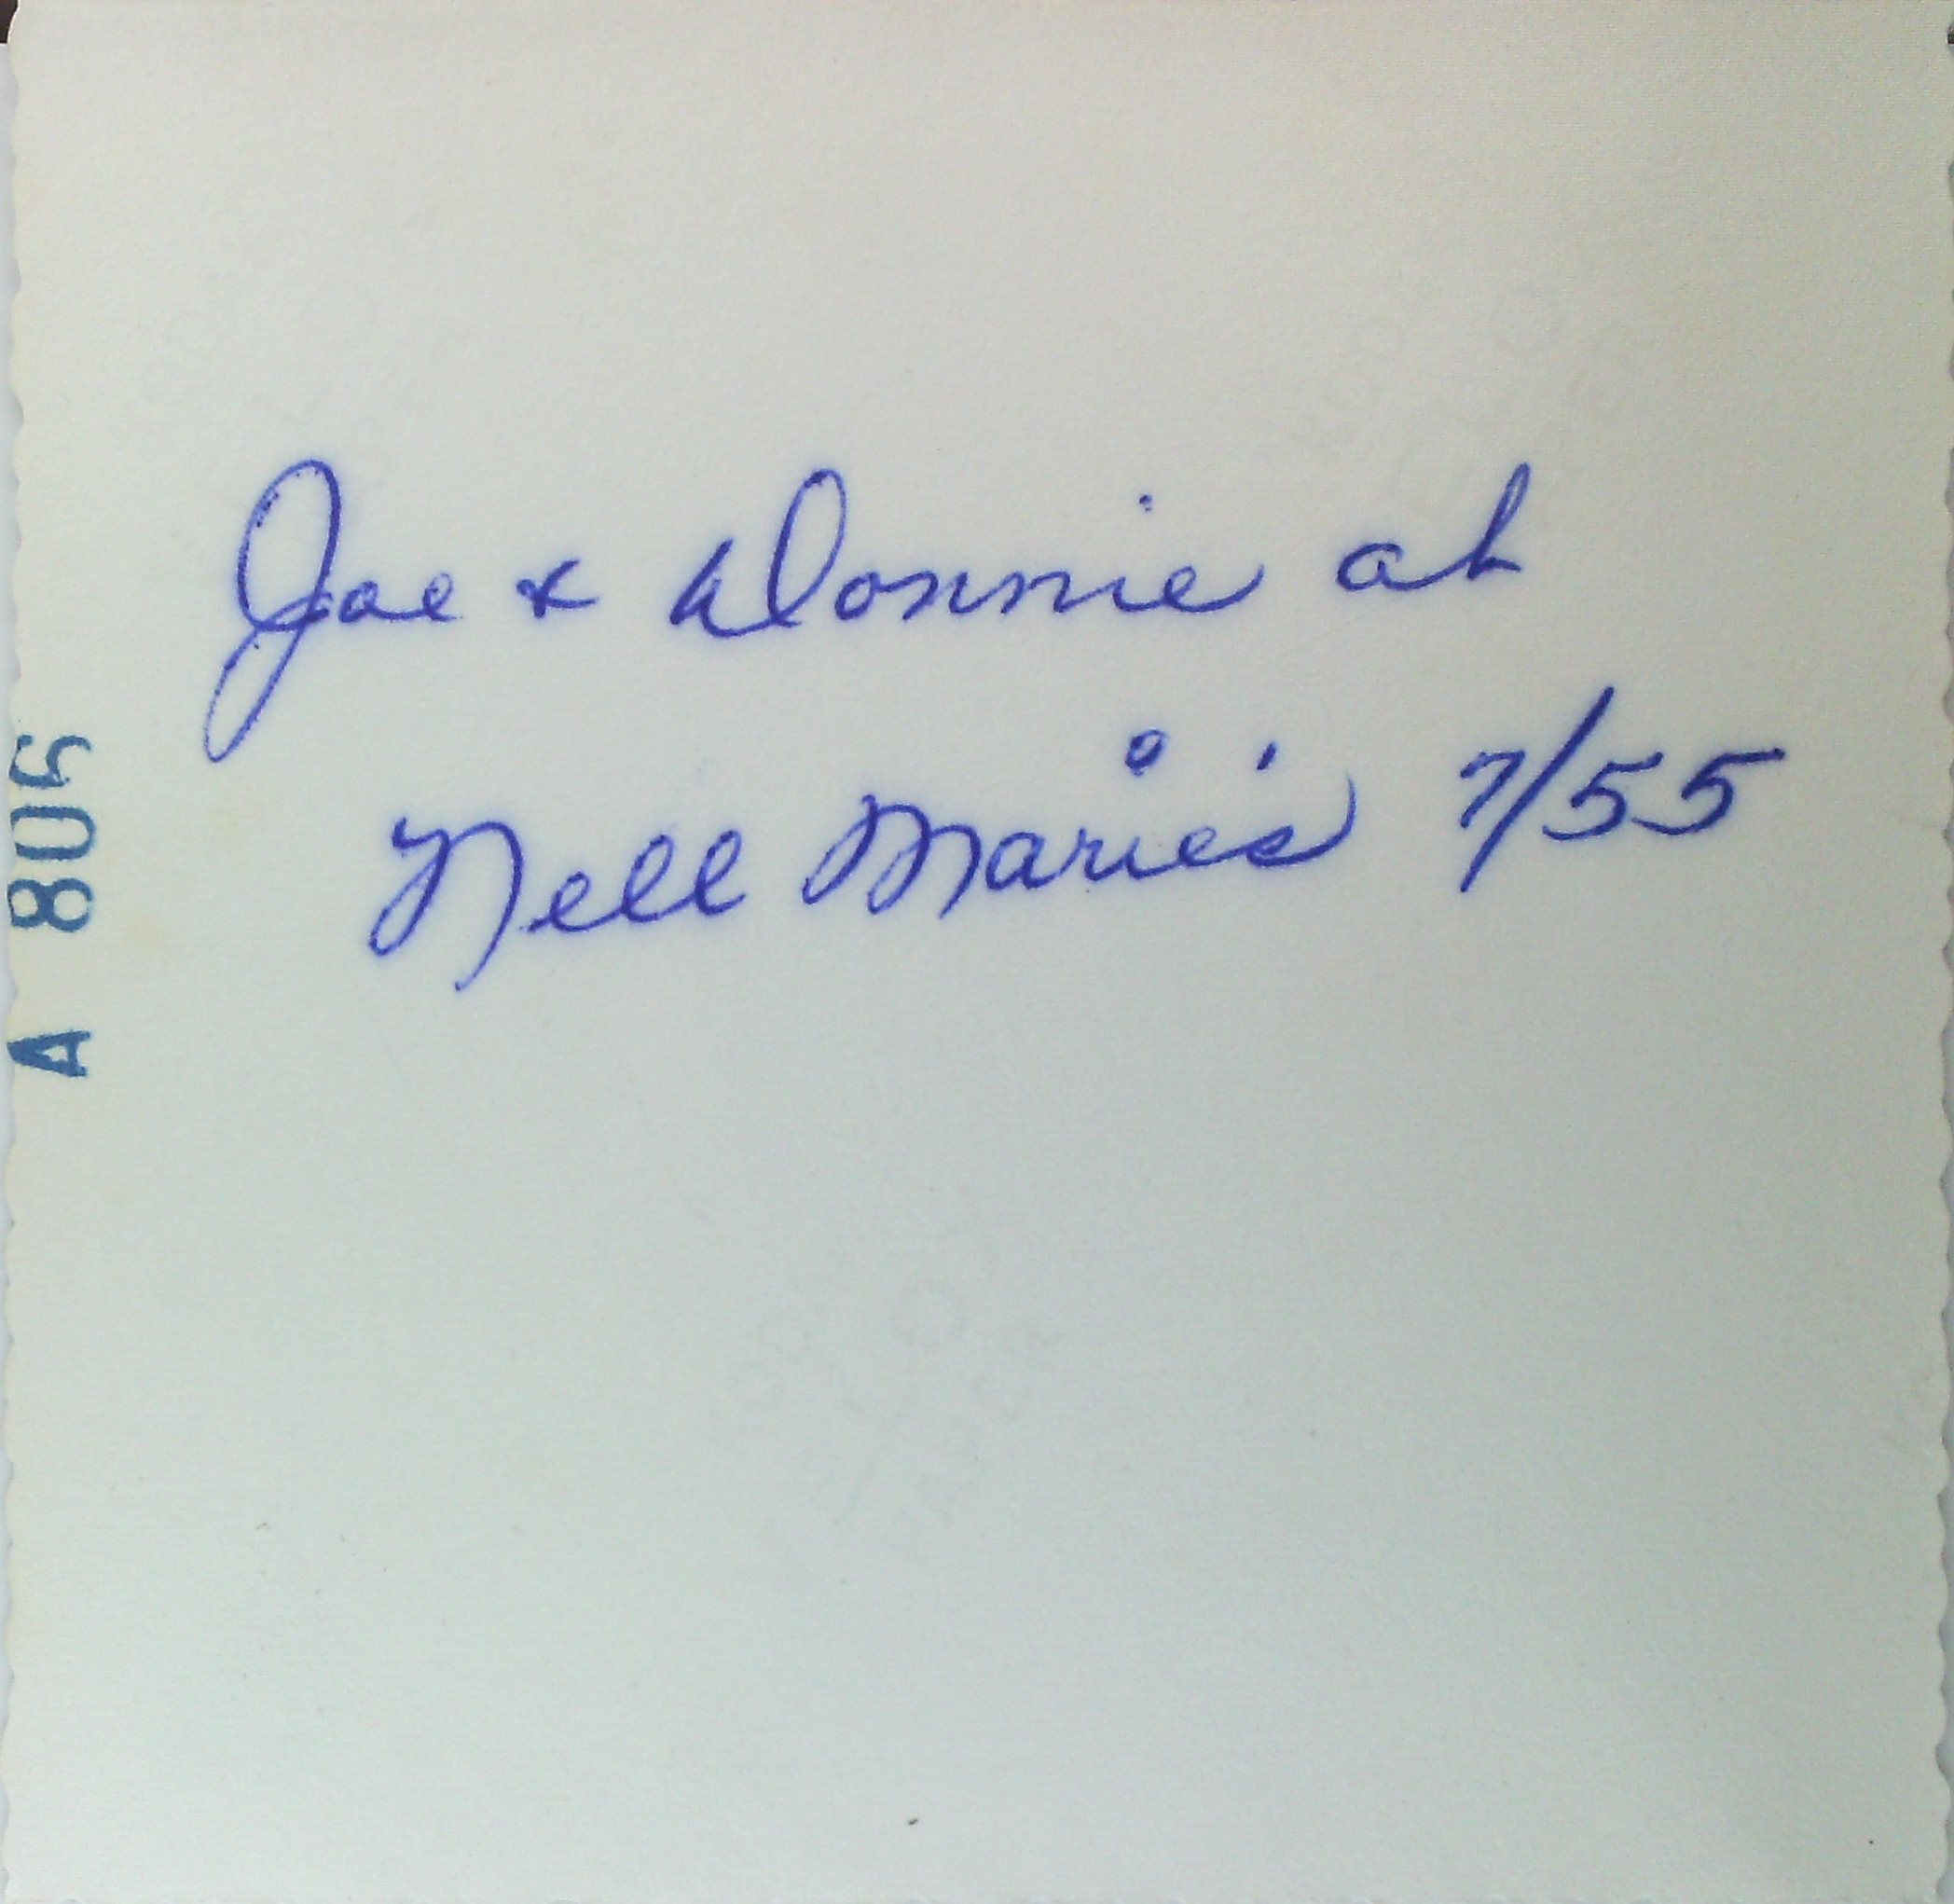 Joe & Donnie at
Nell Marie's 7/55
A 806